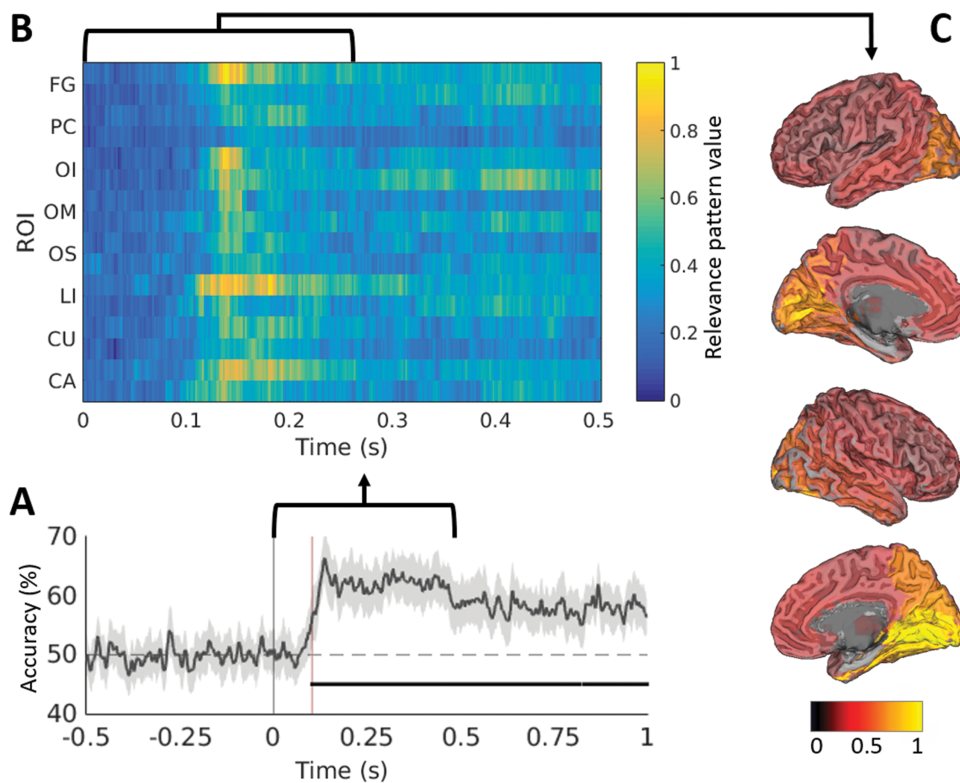 B
C
ROI
FG
PC
OI
OM
OS
LI
CU
CA
0 0.1 0.2 0.3 0.4 0.5
Time (s)
1
0.8
0.6
0.4
0.2
0
Relevance pattern value
A
Accuracy (%)
70
60
50
40
-0.5 -0.25 0 0.25 0.5 0.75 1
Time (s)
0 0.5 1